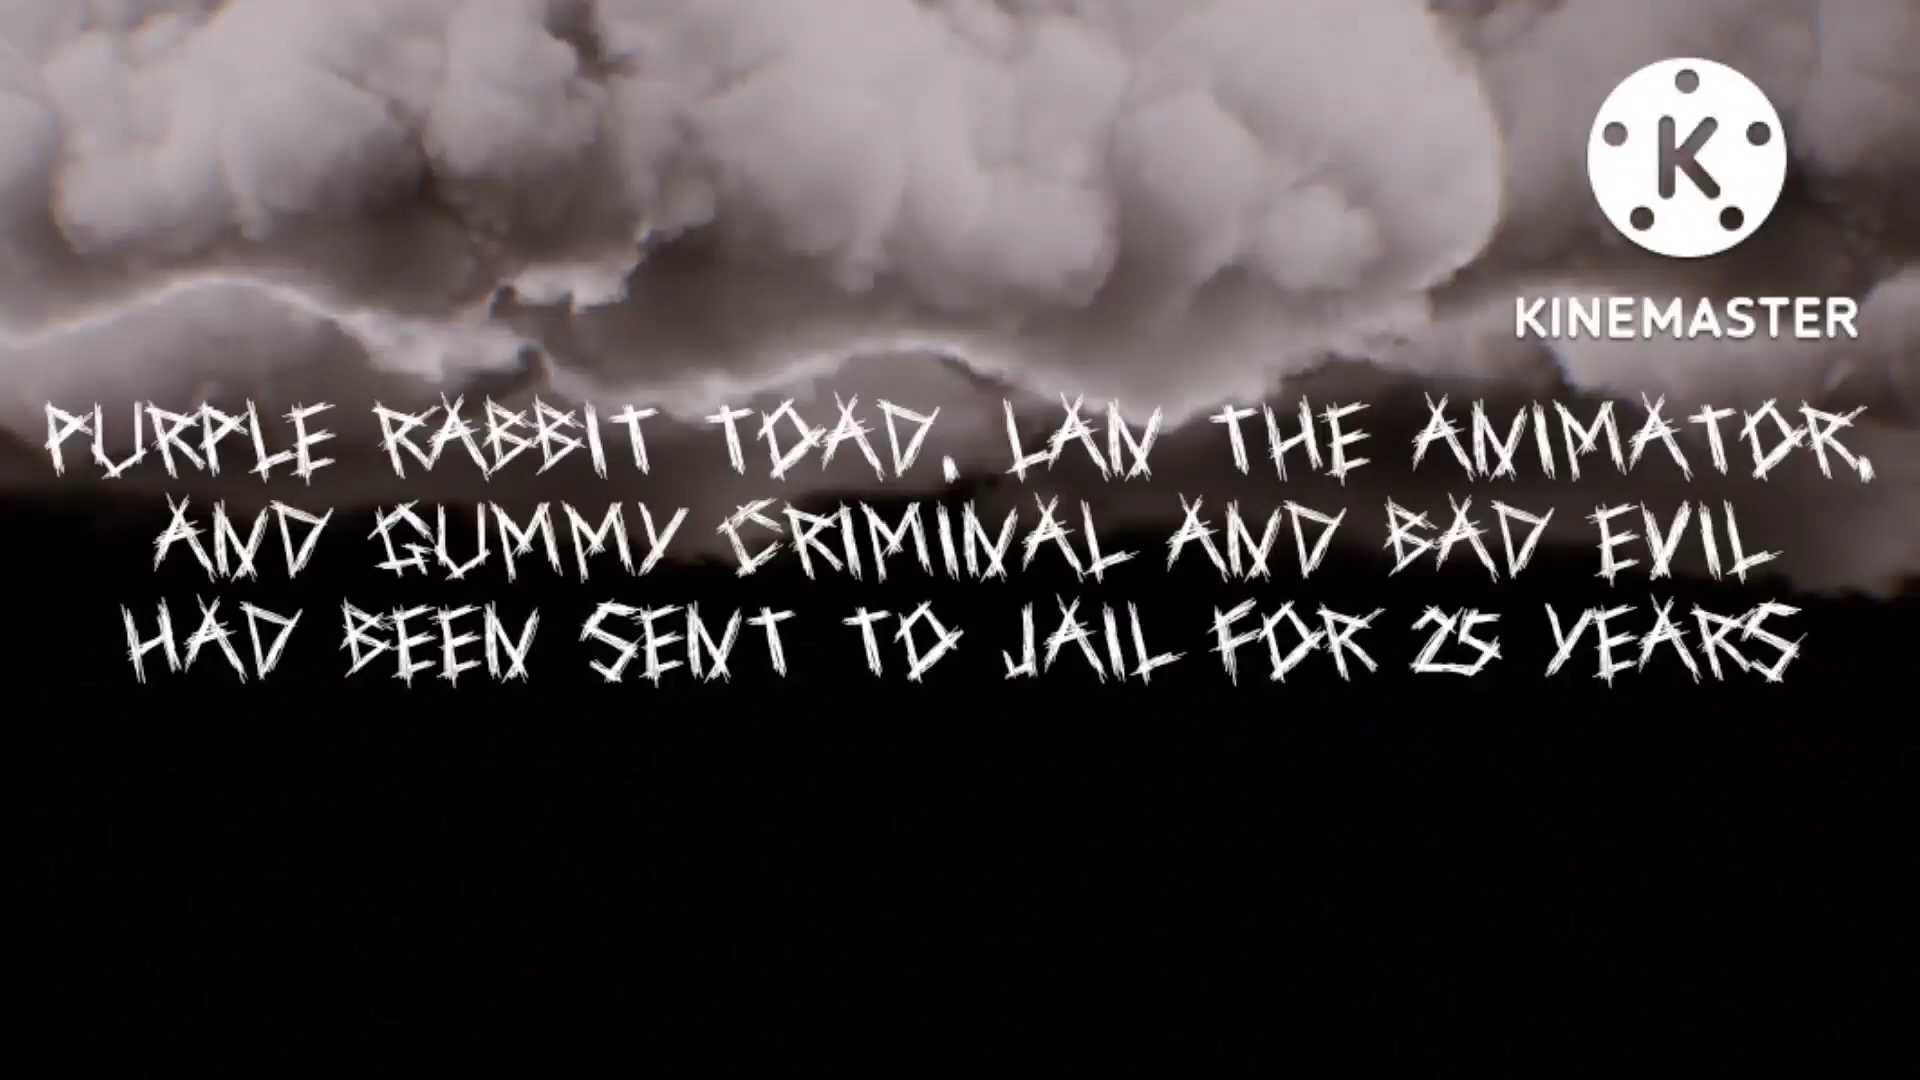 K
KINEMASTER
PURPLE RABBIT TOAD, LAN THE ANIMATOR,
AND GUMMY CRIMINAL AND BAD EVIL
HAD BEEN SENT TO JAIL FOR 25 YEARS